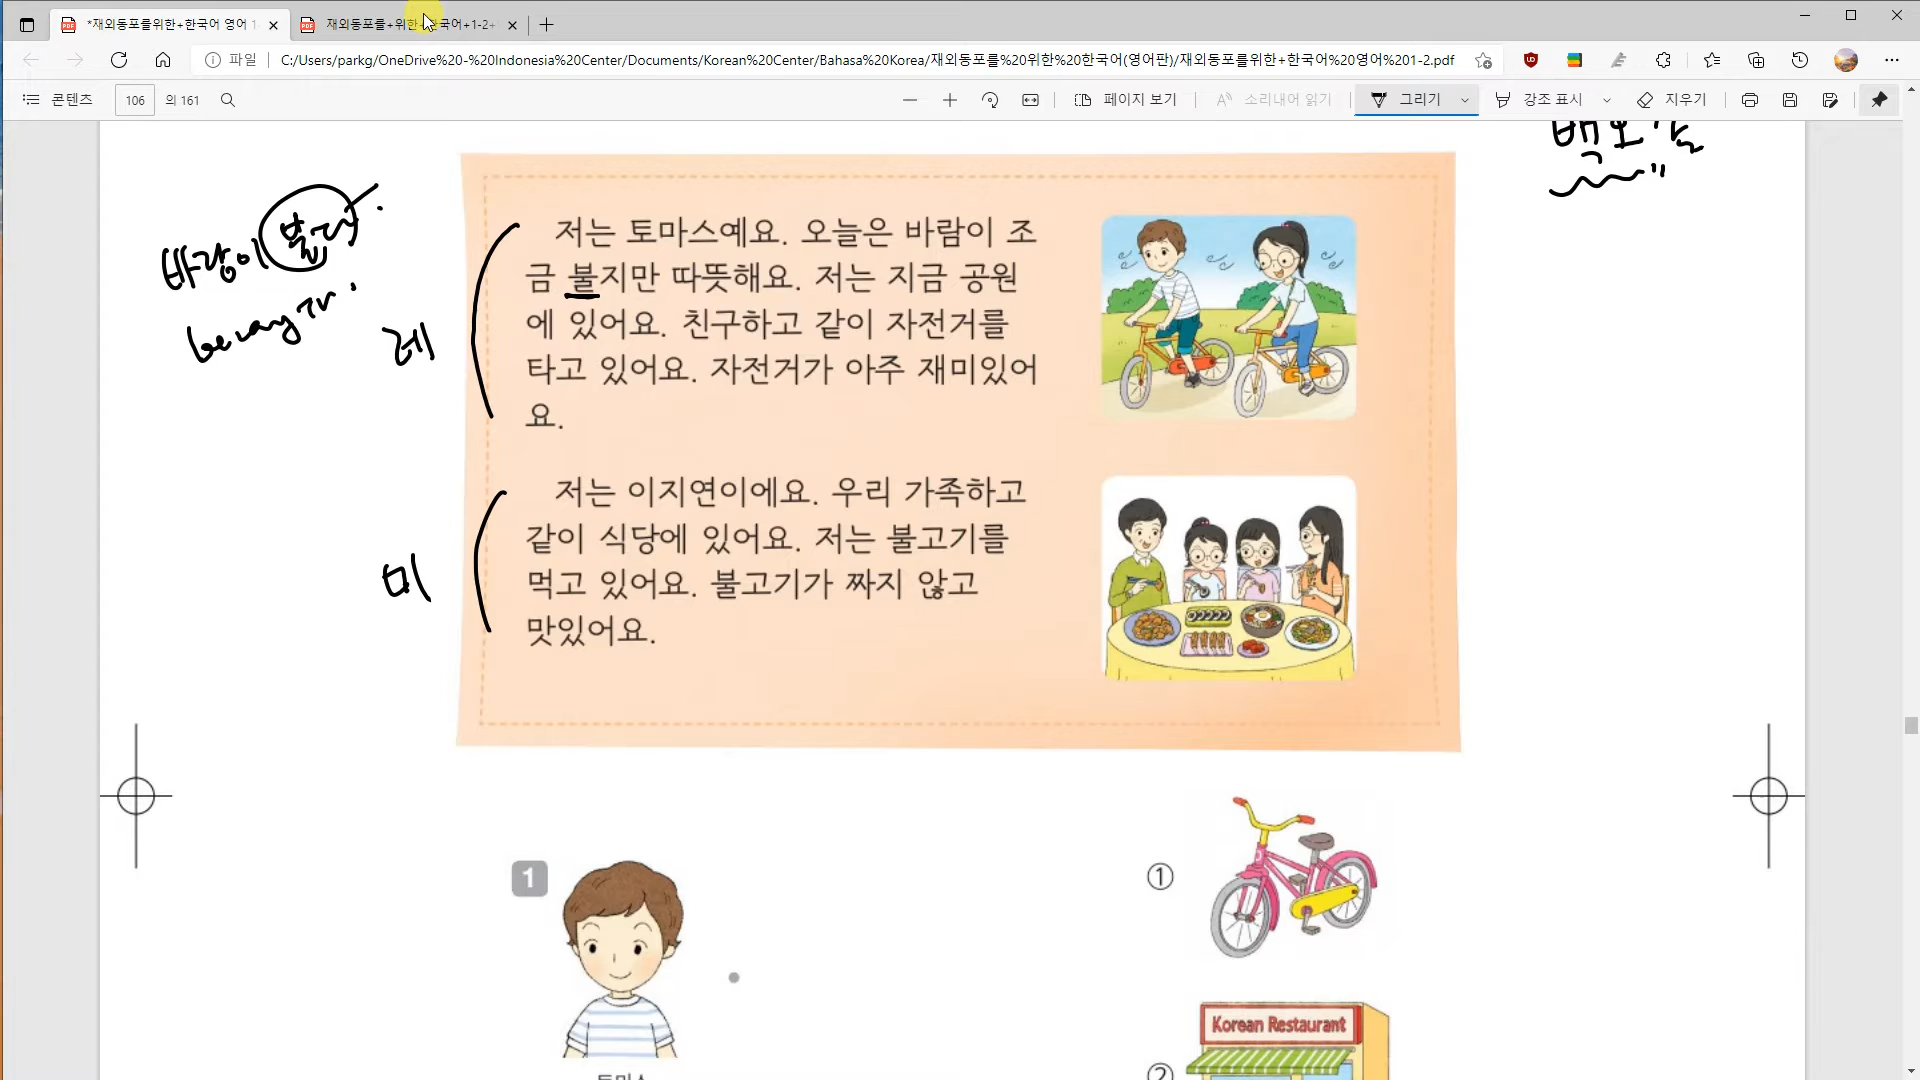 *재외동포를위한+한국어 영어 1-
재외동포를+위한+한국어+1-2+
파일
C:/Users/parkg/OneDrive%20-%20Indonesia%20Center/Documents/Korean%20Center/Bahasa%20Korea/재외동포를%20위한%20한국어(영어판)/재외동포를위한+한국어%20영어%201-2.pdf
콘텐츠
106
의 161
페이지 보기
소리내어 읽기
그리기
강조 표시
지우기
바람이 불다.
레
저는 토마스예요. 오늘은 바람이 조
금 불지만 따뜻해요. 저는 지금 공원
에 있어요. 친구하고 같이 자전거를
타고 있어요. 자전거가 아주 재미있어
요.
미
저는 이지연이에요. 우리 가족하고
같이 식당에 있어요. 저는 불고기를
먹고 있어요. 불고기가 짜지 않고
맛있어요.
1
①
Korean Restaurant
②
토마스